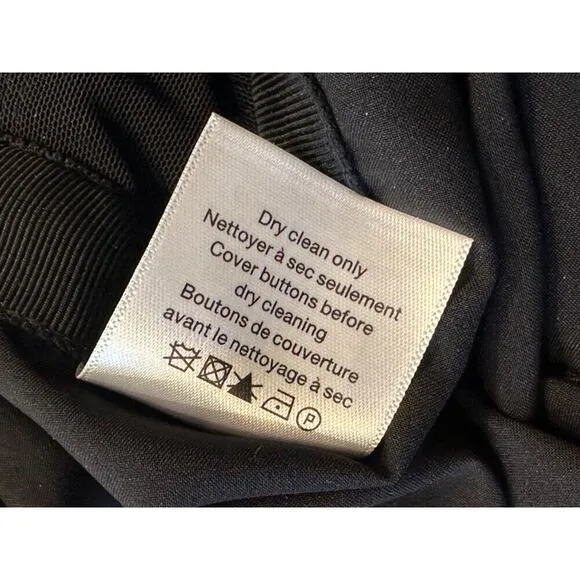 Dry clean only
Nettoyer à sec seulement
Cover buttons before
dry cleaning
Boutons de couverture
avant le nettoyage à sec
P